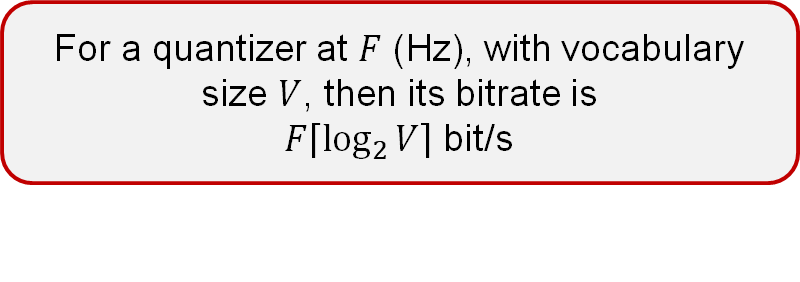 For a quantizer at 𝐹 (Hz), with vocabulary
size 𝑉, then its bitrate is
𝐹⌈log₂ 𝑉⌉ bit/s